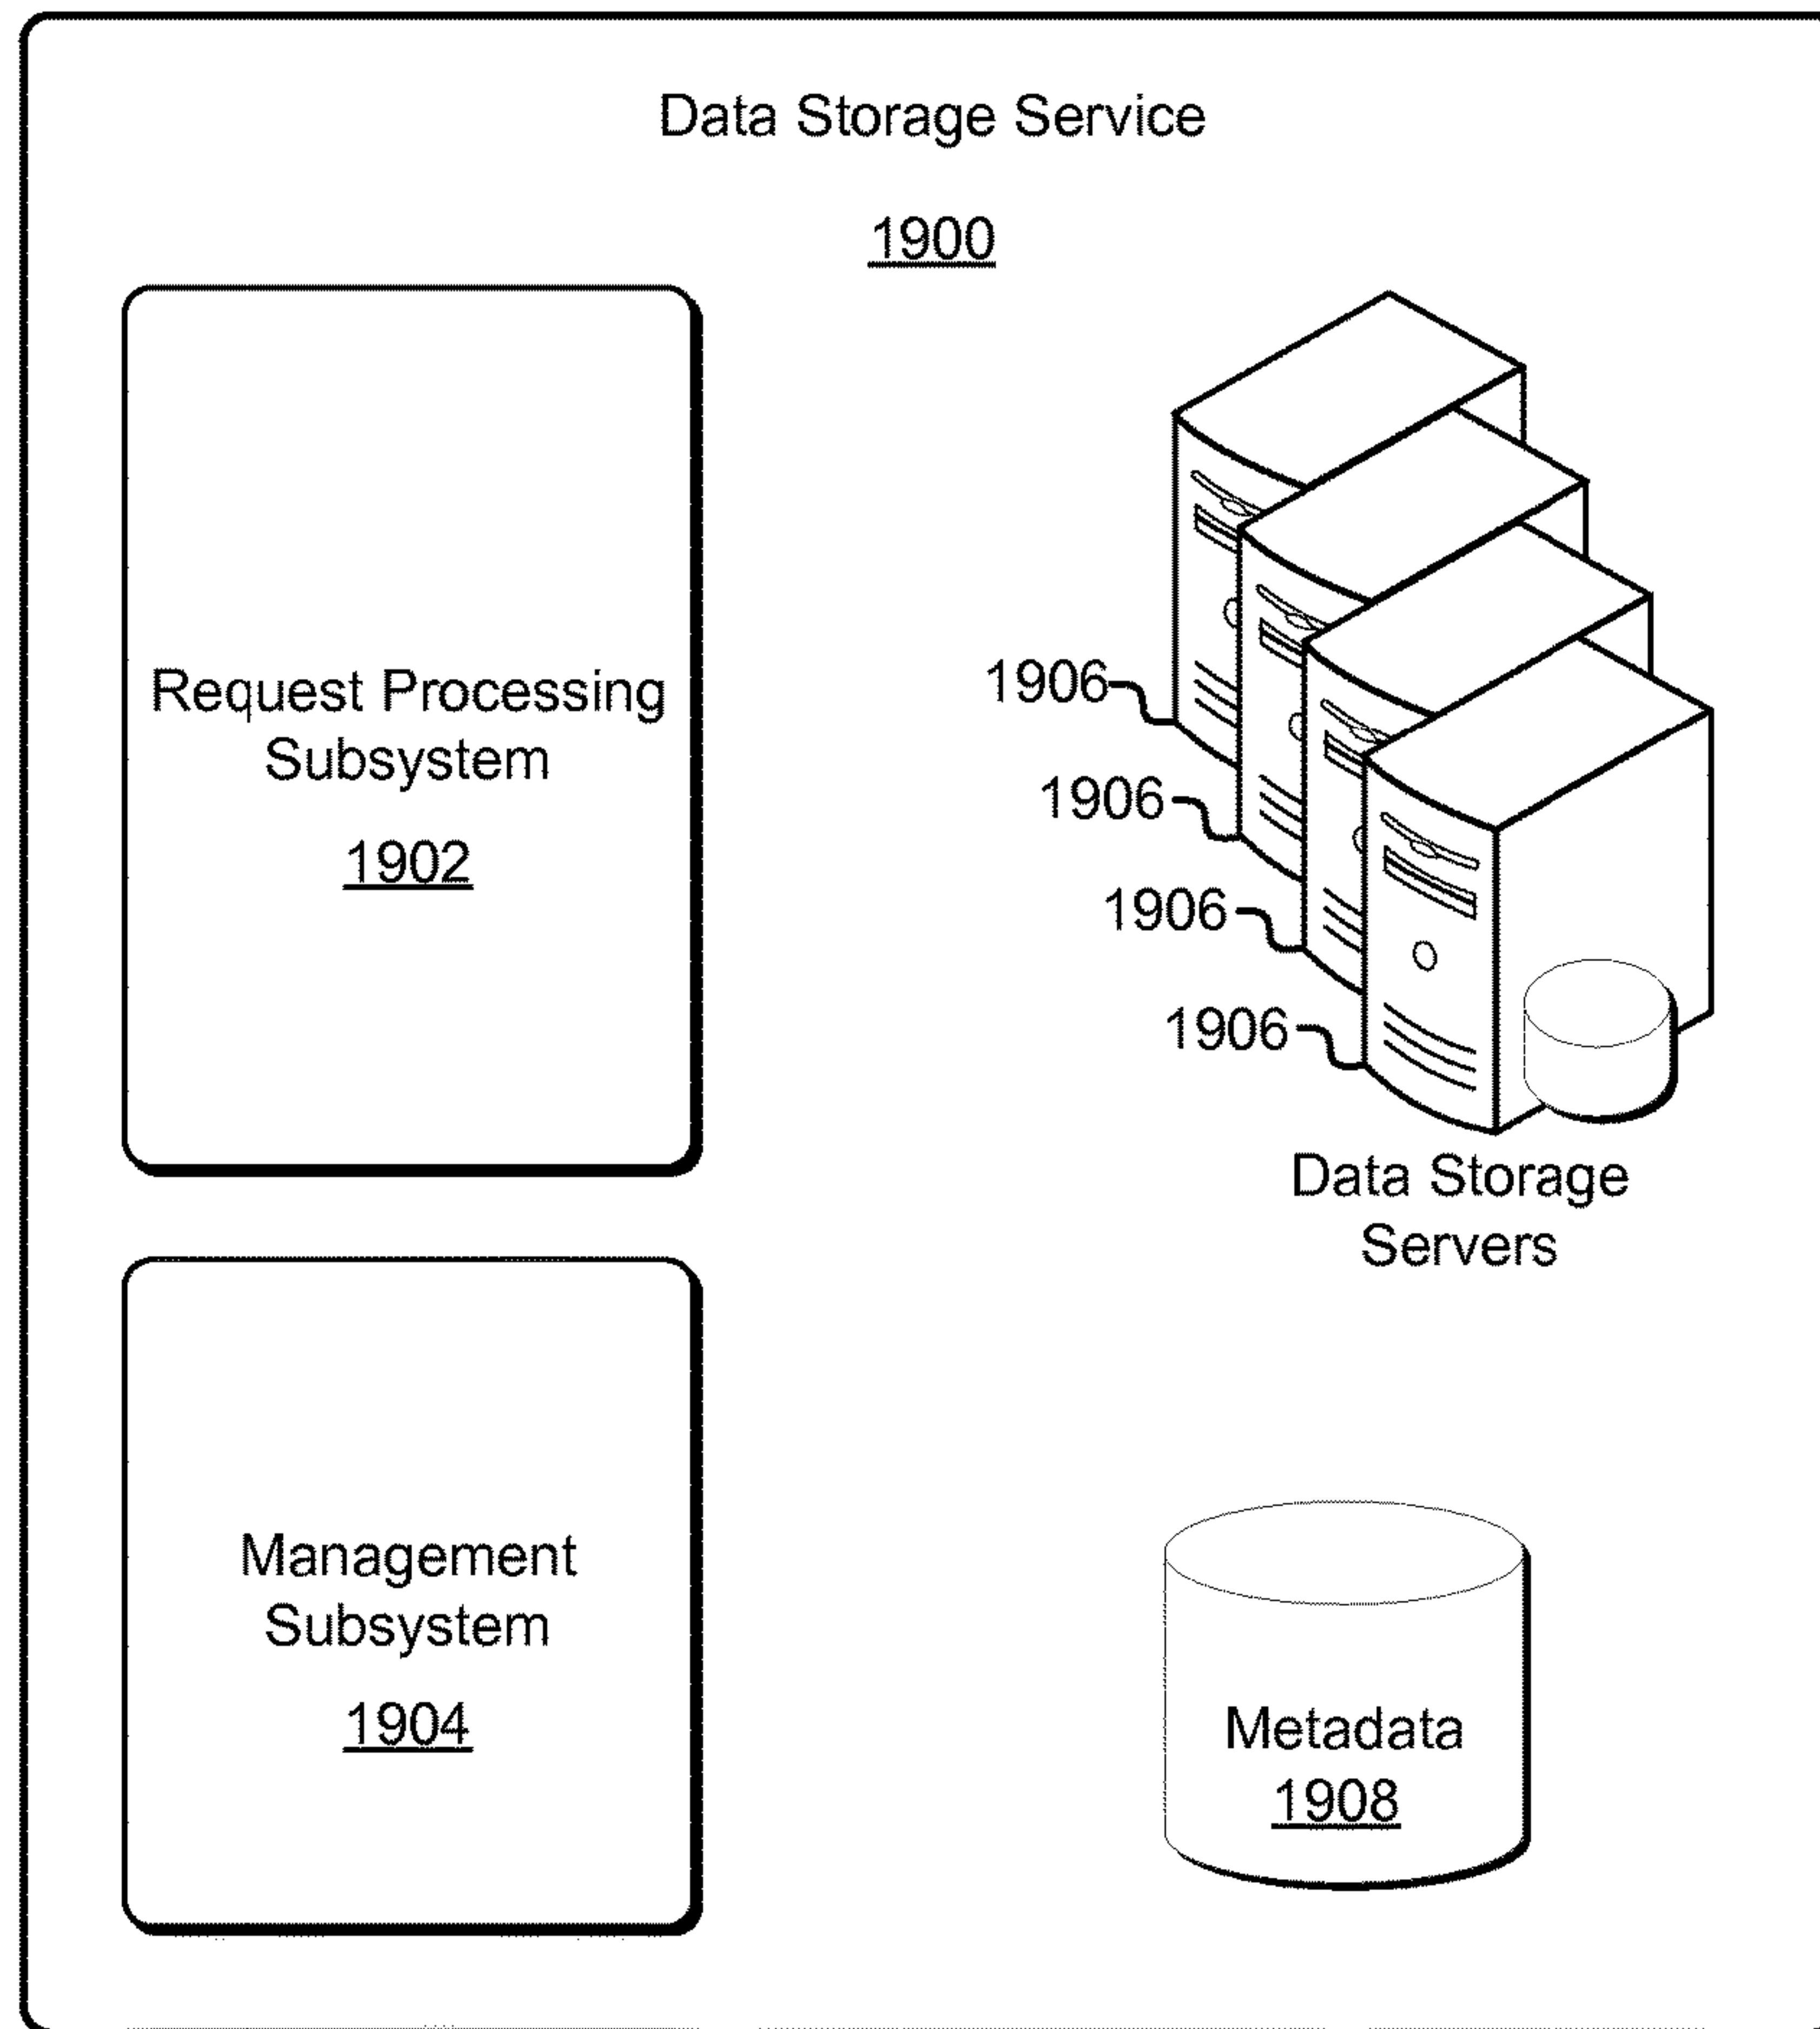 Data Storage Service
1900
Request Processing
Subsystem
1902
1906
1906
1906
1906
Data Storage
Servers
Management
Subsystem
1904
Metadata
1908